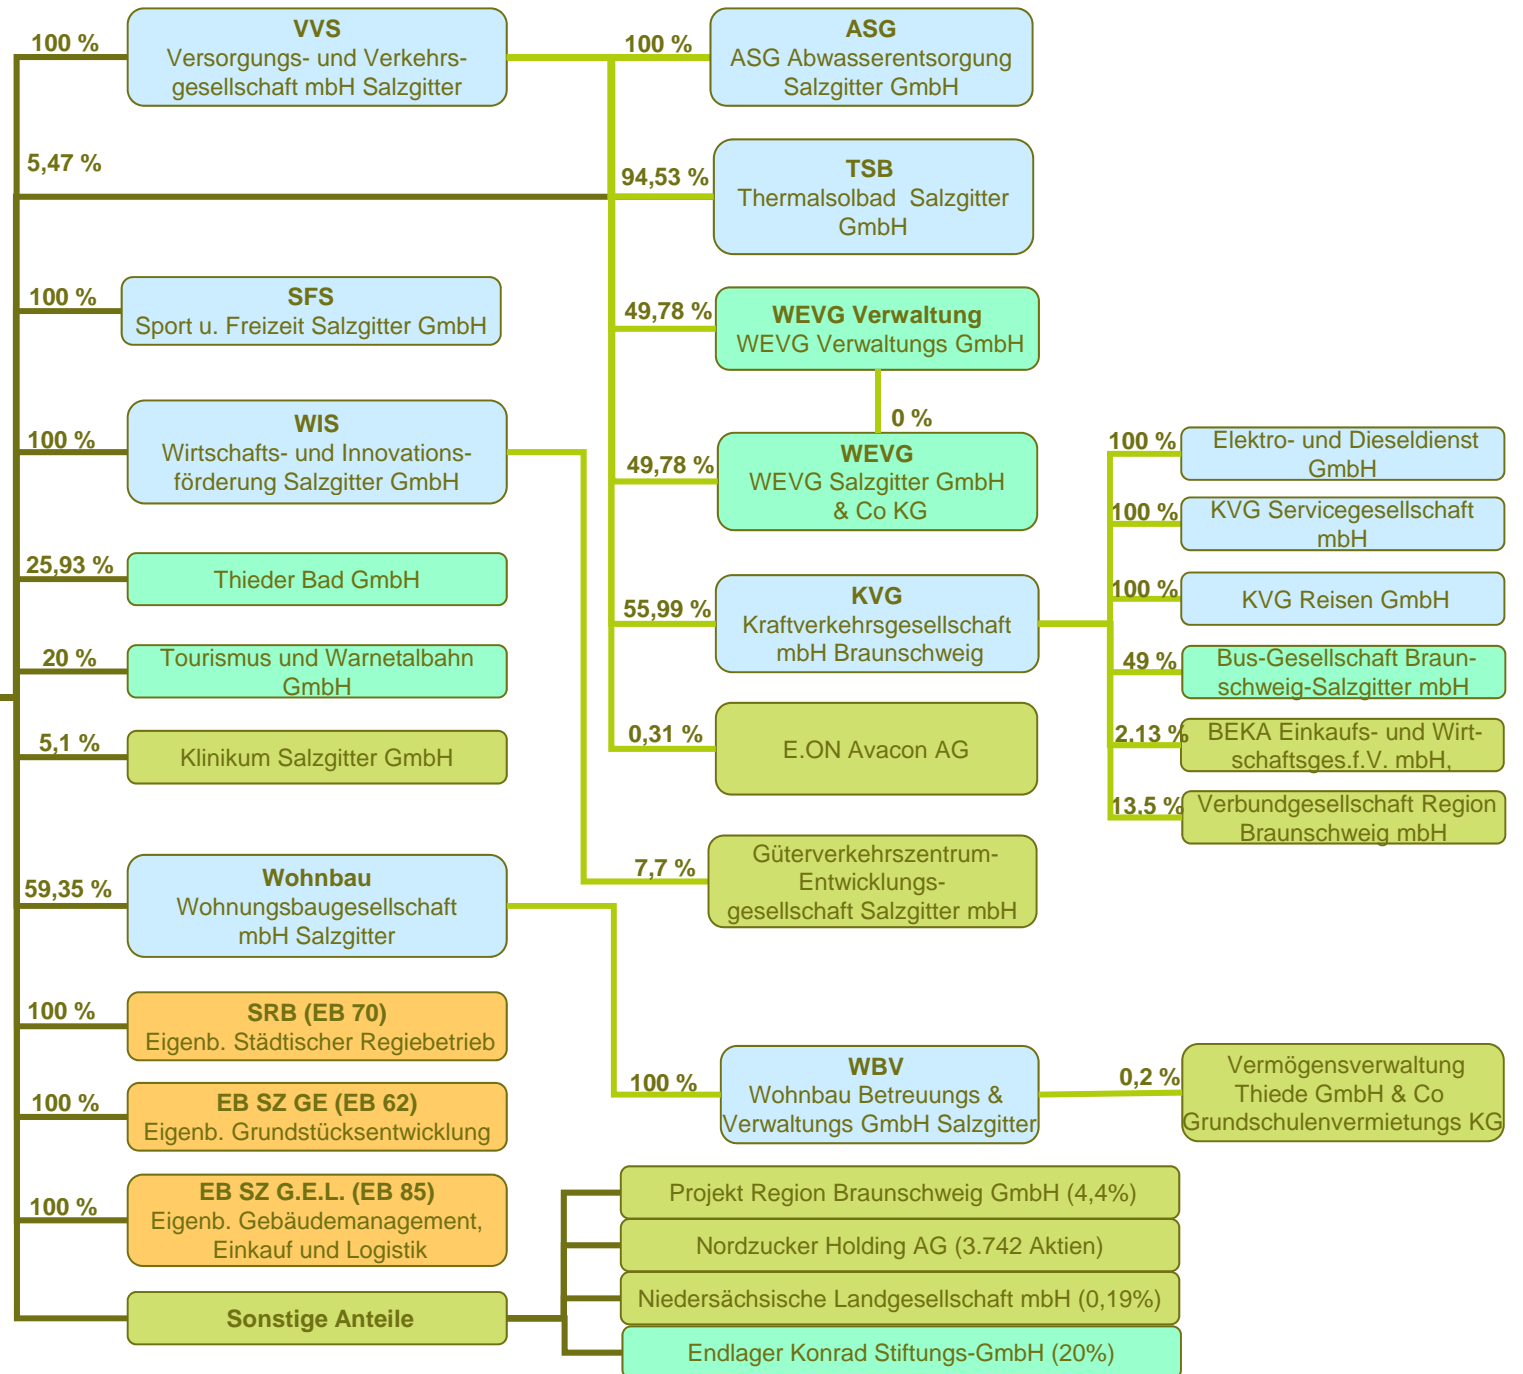 100 %
VVS
Versorgungs- und Verkehrs-
gesellschaft mbH Salzgitter
100 %
ASG
ASG Abwasserentsorgung
Salzgitter GmbH
5,47 %
94,53 %
TSB
Thermalsolbad  Salzgitter
GmbH
100 %
SFS
Sport u. Freizeit Salzgitter GmbH
49,78 %
WEVG Verwaltung
WEVG Verwaltungs GmbH
0 %
100 %
WIS
Wirtschafts- und Innovations-
förderung Salzgitter GmbH
49,78 %
WEVG
WEVG Salzgitter GmbH
& Co KG
100 %
Elektro- und Dieseldienst
GmbH
100 %
KVG Servicegesellschaft
mbH
25,93 %
Thieder Bad GmbH
55,99 %
KVG
Kraftverkehrsgesellschaft
mbH Braunschweig
100 %
KVG Reisen GmbH
20 %
Tourismus und Warnetalbahn
GmbH
49 %
Bus-Gesellschaft Braun-
schweig-Salzgitter mbH
5,1 %
Klinikum Salzgitter GmbH
0,31 %
E.ON Avacon AG
2.13 %
BEKA Einkaufs- und Wirt-
schaftsges.f.V. mbH,
13,5 %
Verbundgesellschaft Region
Braunschweig mbH
59,35 %
Wohnbau
Wohnungsbaugesellschaft
mbH Salzgitter
7,7 %
Güterverkehrszentrum-
Entwicklungs-
gesellschaft Salzgitter mbH
100 %
SRB (EB 70)
Eigenb. Städtischer Regiebetrieb
100 %
EB SZ GE (EB 62)
Eigenb. Grundstücksentwicklung
100 %
WBV
Wohnbau Betreuungs &
Verwaltungs GmbH Salzgitter
0,2 %
Vermögensverwaltung
Thiede GmbH & Co
Grundschulenvermietungs KG
100 %
EB SZ G.E.L. (EB 85)
Eigenb. Gebäudemanagement,
Einkauf und Logistik
Sonstige Anteile
Projekt Region Braunschweig GmbH (4,4%)
Nordzucker Holding AG (3.742 Aktien)
Niedersächsische Landgesellschaft mbH (0,19%)
Endlager Konrad Stiftungs-GmbH (20%)